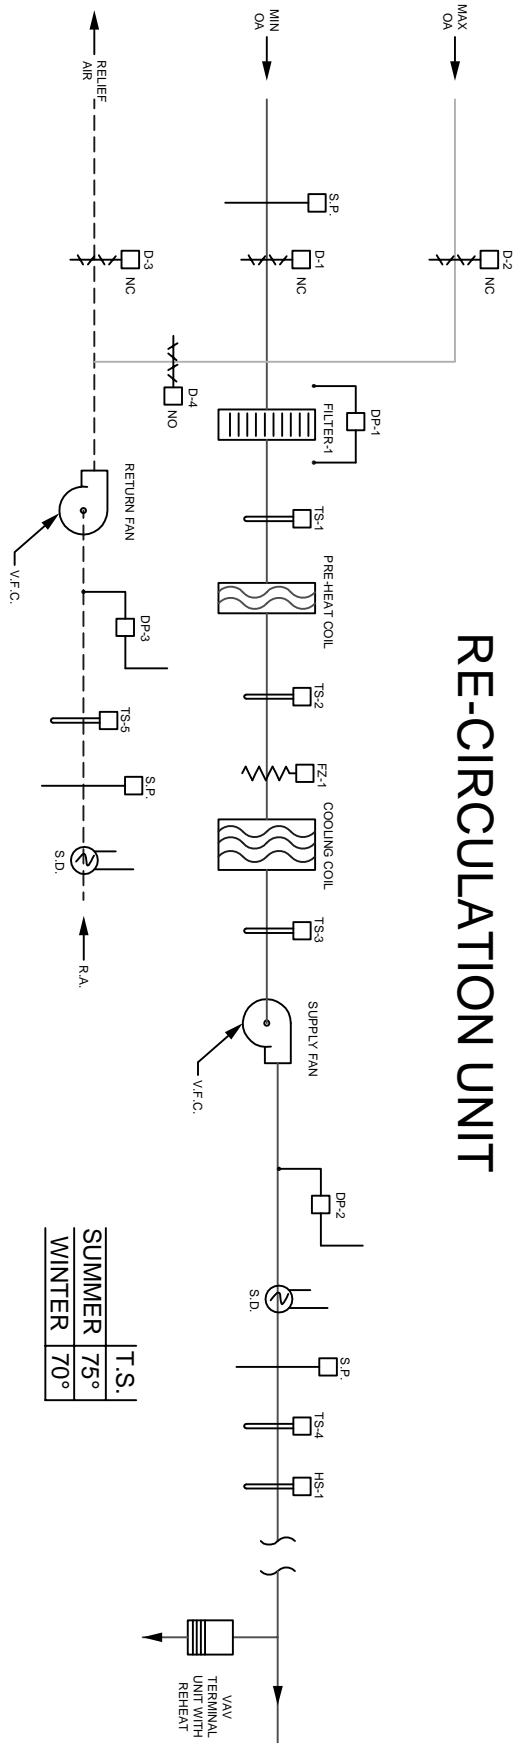 RE-CIRCULATION UNIT
MAX
OA
D-2
NC
MIN
OA
S.P.
D-1
NC
DP-1
FILTER-1
TS-1
PRE-HEAT COIL
TS-2
FZ-1
COOLING COIL
TS-3
SUPPLY FAN
V.F.C.
DP-2
S.D.
S.P.
TS-4
HS-1
VAV
TERMINAL
UNIT WITH
REHEAT
D-4
NO
RELIEF
AIR
D-3
NC
RETURN FAN
V.F.C.
DP-3
TS-5
S.P.
S.D.
R.A.
T.S.
SUMMER 75°
WINTER 70°